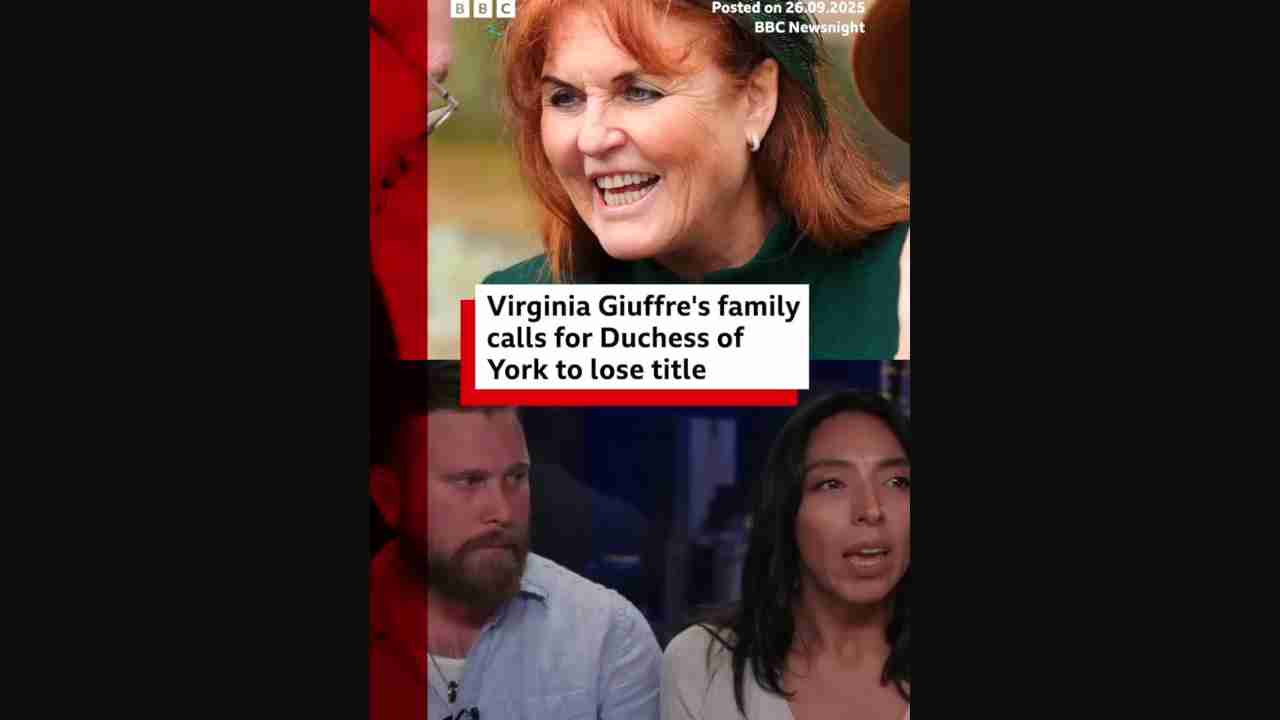 BBC
Posted on 26.09.2025
BBC Newsnight
Virginia Giuffre's family
calls for Duchess of
York to lose title